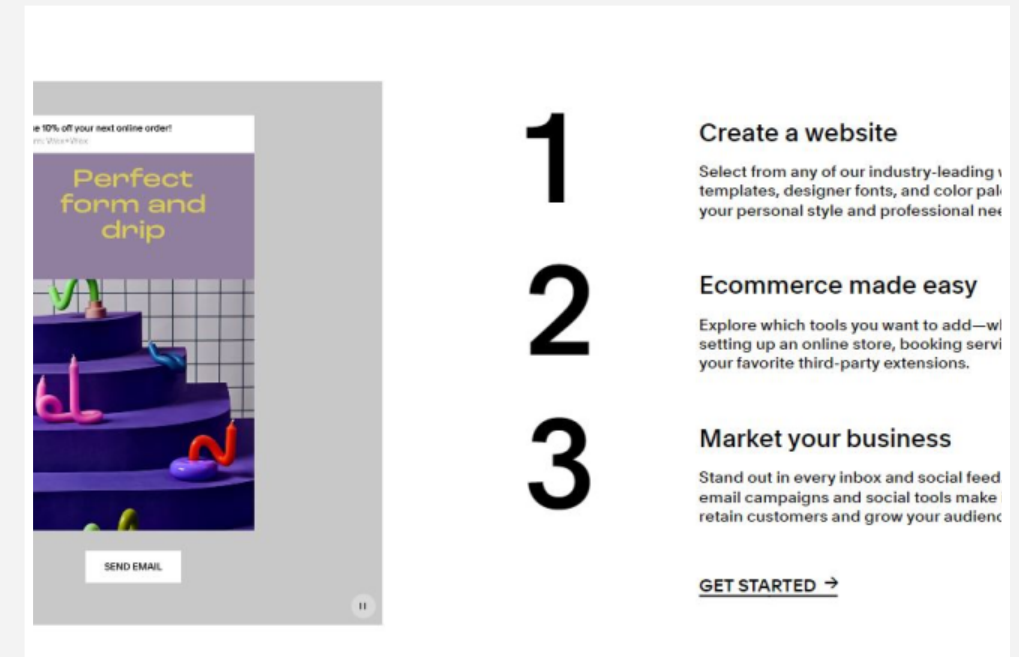 10% off your next online order!
Wax+Wax
Perfect
form and
drip
SEND EMAIL
1
Create a website
Select from any of our industry-leading
templates, designer fonts, and color
your personal style and professional
2
Ecommerce made easy
Explore which tools you want to add—
setting up an online store, booking
your favorite third-party extensions.
3
Market your business
Stand out in every inbox and social feed
email campaigns and social tools make
retain customers and grow your
GET STARTED →